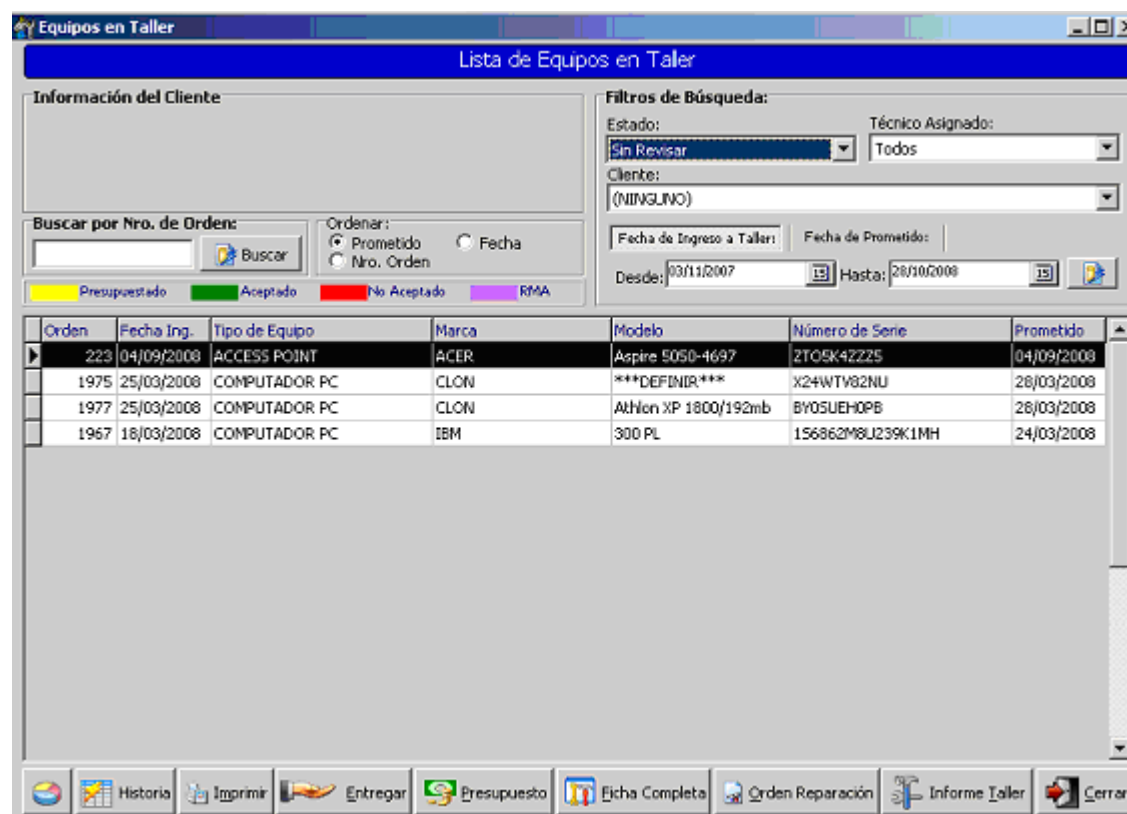 Equipos en Taller
Lista de Equipos en Taller
Información del Cliente
Filtros de Búsqueda:
Estado:
Técnico Asignado:
Sin Revisar
Todos
Cliente:
(NINGUNO)
Buscar por Nro. de Orden:
Buscar
Ordenar:
Prometido
Fecha
Nro. Orden
Fecha de Ingreso a Taller:
Fecha de Prometido:
Desde: 03/11/2007
15
Hasta: 28/10/2008
15
Presupuestado
Aceptado
No Aceptado
RMA
Orden Fecha Ing. Tipo de Equipo Marca Modelo Número de Serie Prometido
223 04/09/2008 ACCESS POINT ACER Aspire 5050-4697 2TO5K4ZZZ5 04/09/2008
1975 25/03/2008 COMPUTADOR PC CLON ***DEFINIR*** X24WTV82NU 28/03/2008
1977 25/03/2008 COMPUTADOR PC CLON Athlon XP 1800/192mb BY0SUEH0PB 28/03/2008
1967 18/03/2008 COMPUTADOR PC IBM 300 PL 156862M8U239K1MH 24/03/2008
Historia
Imprimir
Entregar
Presupuesto
Ficha Completa
Orden Reparación
Informe Taller
Cerrar